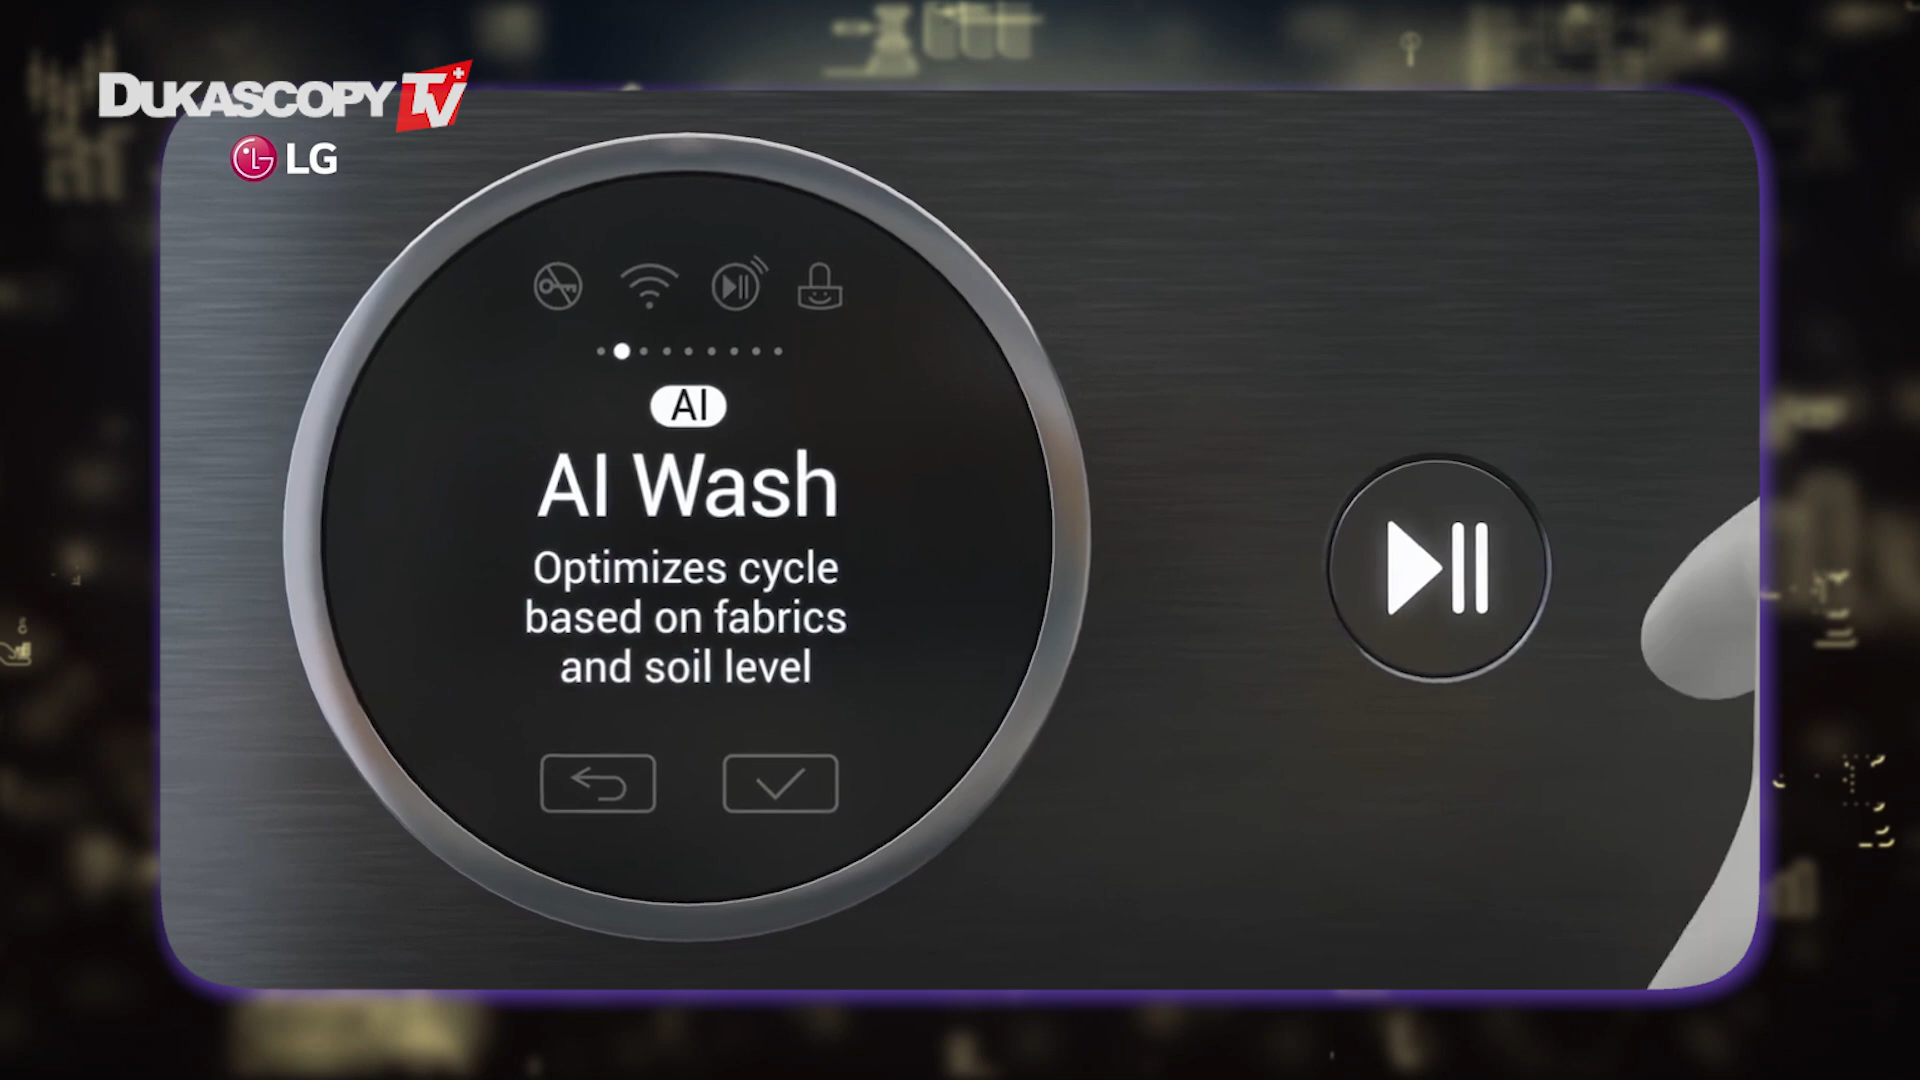 DUKASCOPY TV
LG
AI
AI Wash
Optimizes cycle
based on fabrics
and soil level